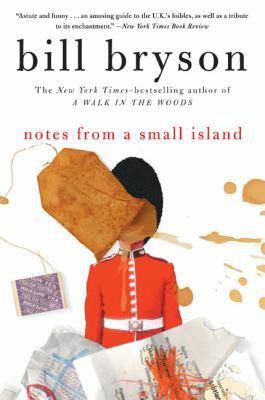 "Astute and funny . . . an amusing guide to the U.K.'s foibles, as well as a tribute
to its enchantment." —New York Times Book Review
bill bryson
The New York Times–bestselling author of
A WALK IN THE WOODS
notes from a small island
BIGELOW TEA